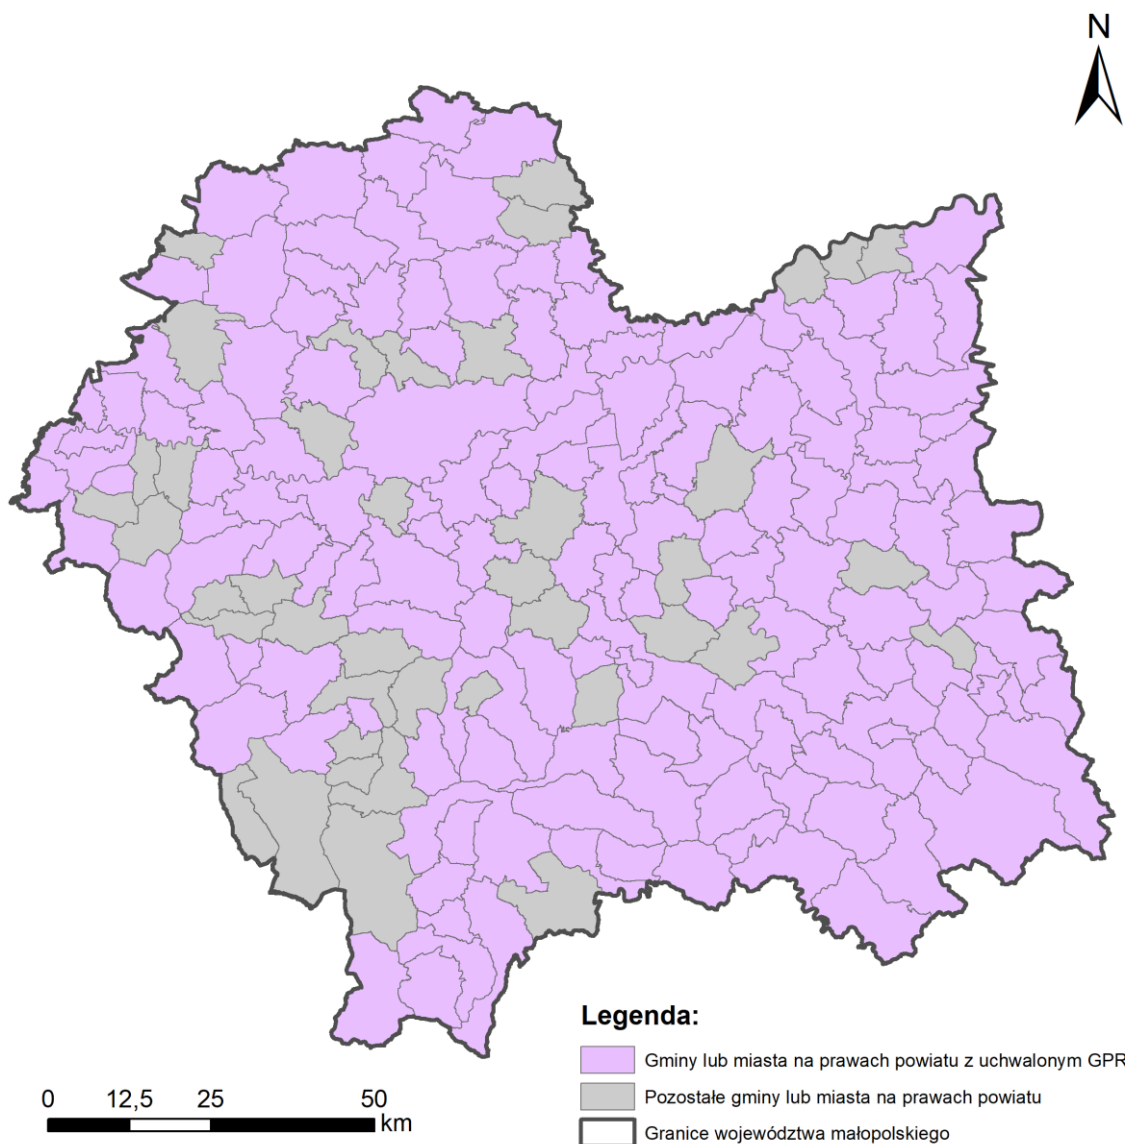 N
Legenda:
Gminy lub miasta na prawach powiatu z uchwalonym GPR
Pozostałe gminy lub miasta na prawach powiatu
Granice województwa małopolskiego
0 12,5 25 50
km